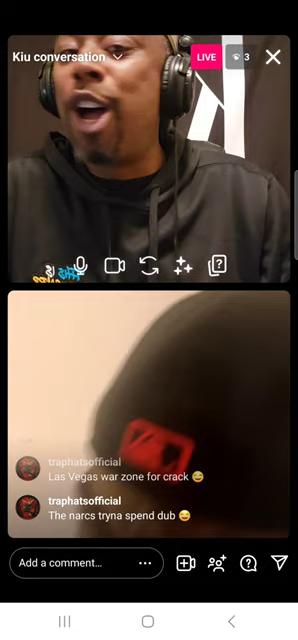 Kiu conversation
LIVE
3
traphatsofficial
Las Vegas war zone for crack 😅
traphatsofficial
The narcs tryna spend dub 😄
Add a comment...